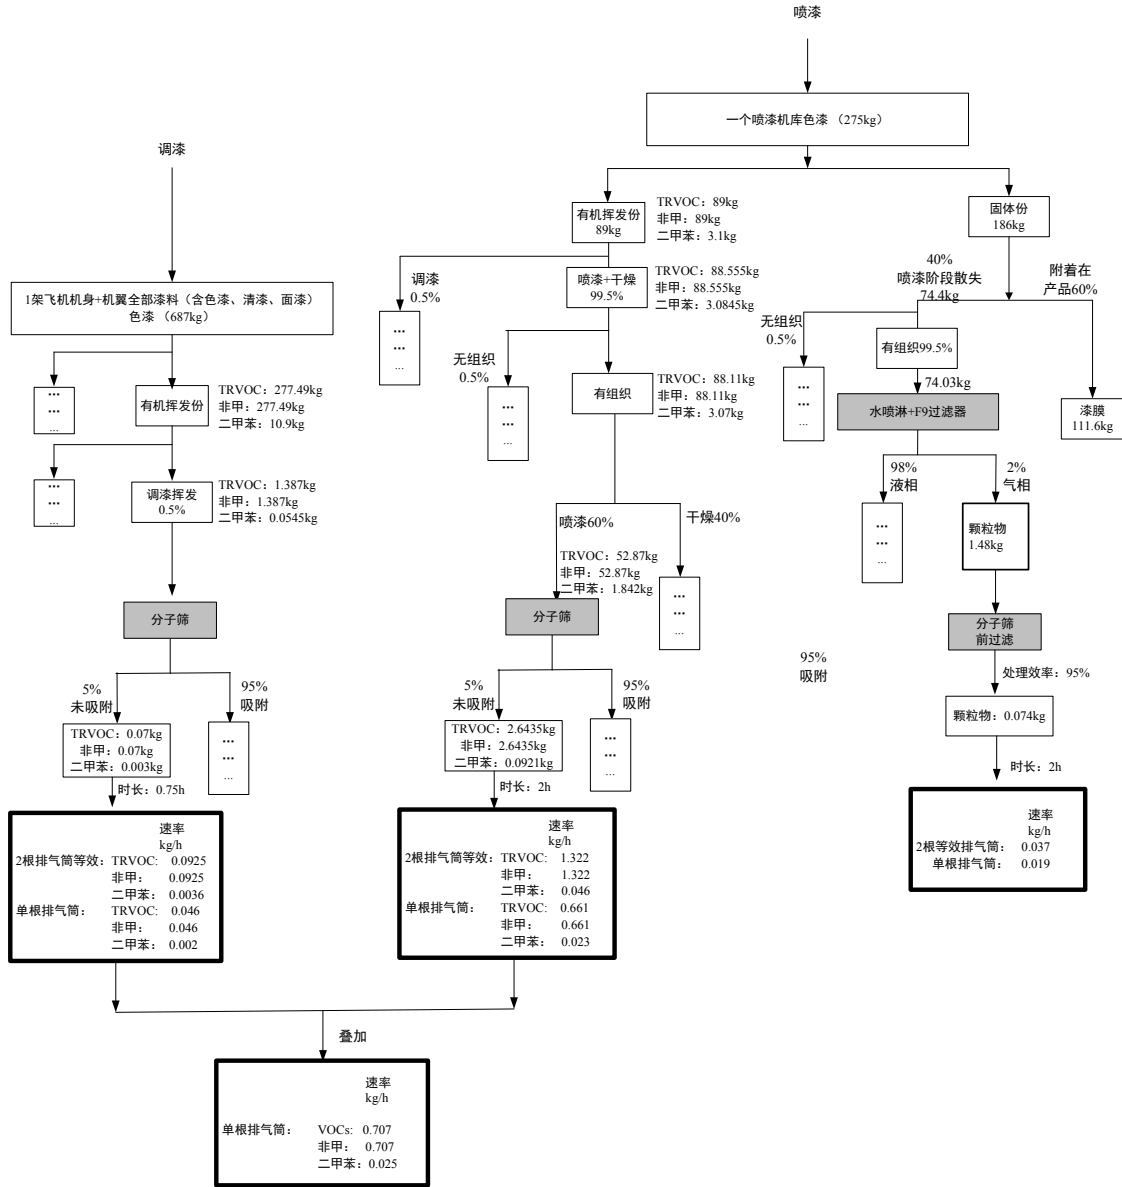 喷漆
一个喷漆机库色漆 （275kg）
调漆
1架飞机机身+机翼全部漆料（含色漆、清漆、面漆）
色漆 （687kg）
...
...
...
有机挥发份
TRVOC：277.49kg
非甲：277.49kg
二甲苯：10.9kg
...
...
...
调漆挥发
0.5%
TRVOC：1.387kg
非甲：1.387kg
二甲苯：0.0545kg
分子筛
5%
未吸附
95%
吸附
TRVOC：0.07kg
非甲：0.07kg
二甲苯：0.003kg
...
...
...
时长：0.75h
速率
kg/h
2根排气筒等效：TRVOC: 0.0925
非甲： 0.0925
二甲苯： 0.0036
单根排气筒： TRVOC: 0.046
非甲： 0.046
二甲苯： 0.002
有机挥发份
89kg
TRVOC：89kg
非甲：89kg
二甲苯：3.1kg
调漆
0.5%
...
...
...
喷漆+干燥
99.5%
TRVOC：88.555kg
非甲：88.555kg
二甲苯：3.0845kg
无组织
0.5%
...
...
...
有组织
TRVOC：88.11kg
非甲：88.11kg
二甲苯：3.07kg
喷漆60%
干燥40%
TRVOC：52.87kg
非甲：52.87kg
二甲苯：1.842kg
...
...
...
分子筛
5%
未吸附
95%
吸附
TRVOC：2.6435kg
非甲：2.6435kg
二甲苯：0.0921kg
...
...
...
时长：2h
速率
kg/h
2根排气筒等效：TRVOC: 1.322
非甲： 1.322
二甲苯： 0.046
单根排气筒： TRVOC: 0.661
非甲： 0.661
二甲苯： 0.023
固体份
186kg
40%
喷漆阶段散失
74.4kg
附着在
产品60%
无组织
0.5%
...
...
...
有组织99.5%
74.03kg
水喷淋+F9过滤器
漆膜
111.6kg
98%
液相
2%
气相
...
...
...
颗粒物
1.48kg
分子筛
前过滤
95%
吸附
处理效率：95%
颗粒物：0.074kg
时长：2h
速率
kg/h
2根等效排气筒： 0.037
单根排气筒： 0.019
叠加
速率
kg/h
单根排气筒： VOCs: 0.707
非甲： 0.707
二甲苯：0.025